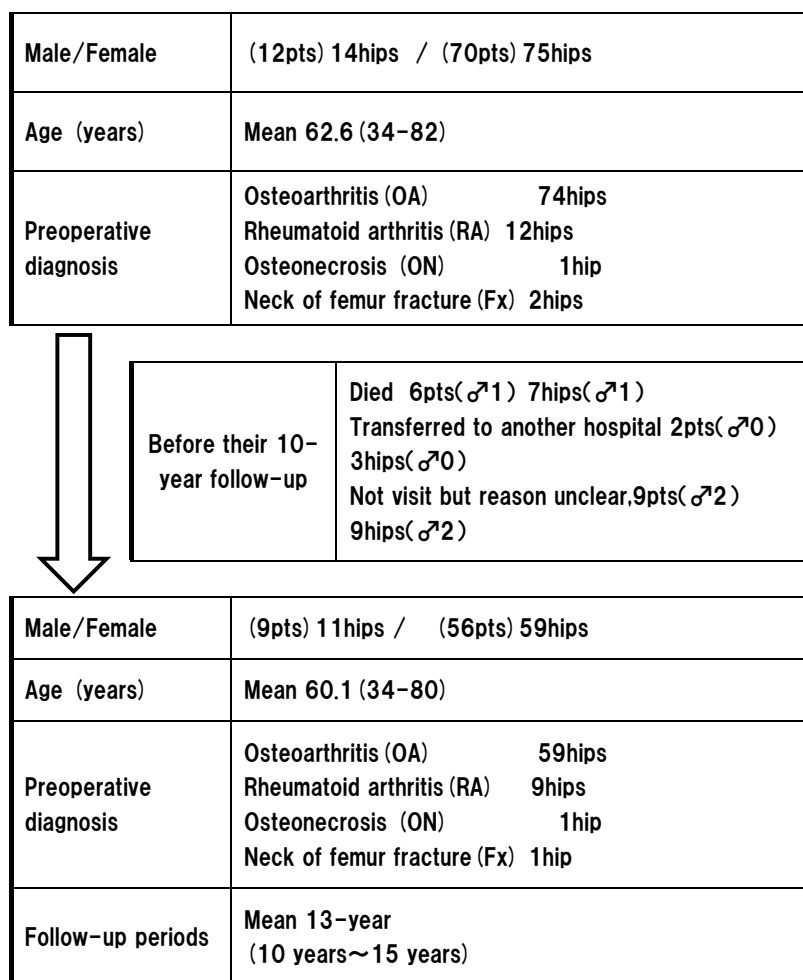 Male/Female (12pts) 14hips / (70pts) 75hips
Age (years) Mean 62.6 (34-82)
Preoperative diagnosis
Osteoarthritis (OA) 74hips
Rheumatoid arthritis (RA) 12hips
Osteonecrosis (ON) 1hip
Neck of femur fracture (Fx) 2hips
Before their 10-
year follow-up
Died 6pts(♂1) 7hips(♂1)
Transferred to another hospital 2pts(♂0)
3hips(♂0)
Not visit but reason unclear,9pts(♂2)
9hips(♂2)
Male/Female (9pts) 11hips / (56pts) 59hips
Age (years) Mean 60.1 (34-80)
Preoperative
diagnosis
Osteoarthritis (OA) 59hips
Rheumatoid arthritis (RA) 9hips
Osteonecrosis (ON) 1hip
Neck of femur fracture (Fx) 1hip
Follow-up periods
Mean 13-year
(10 years~15 years)